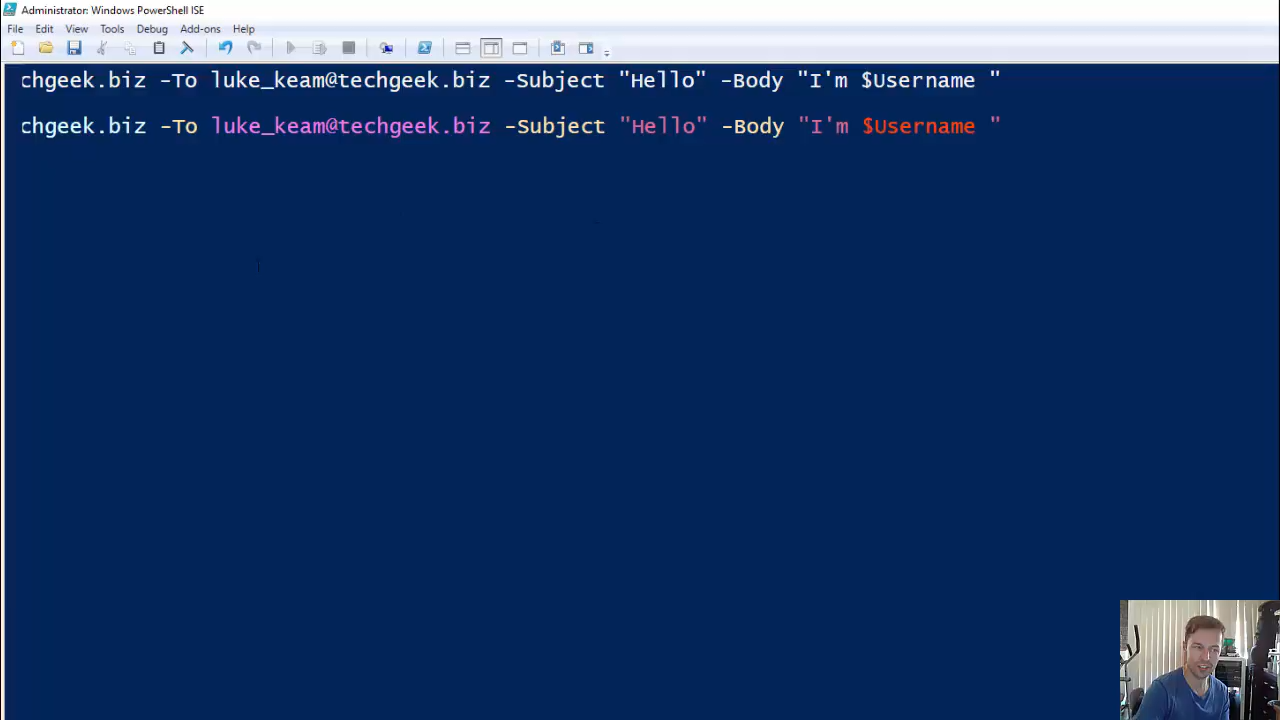 Administrator: Windows PowerShell ISE
File Edit View Tools Debug Add-ons Help
chgeek.biz -To luke_keam@techgeek.biz -Subject "Hello" -Body "I'm $Username "
chgeek.biz -To luke_keam@techgeek.biz -Subject "Hello" -Body "I'm $Username "